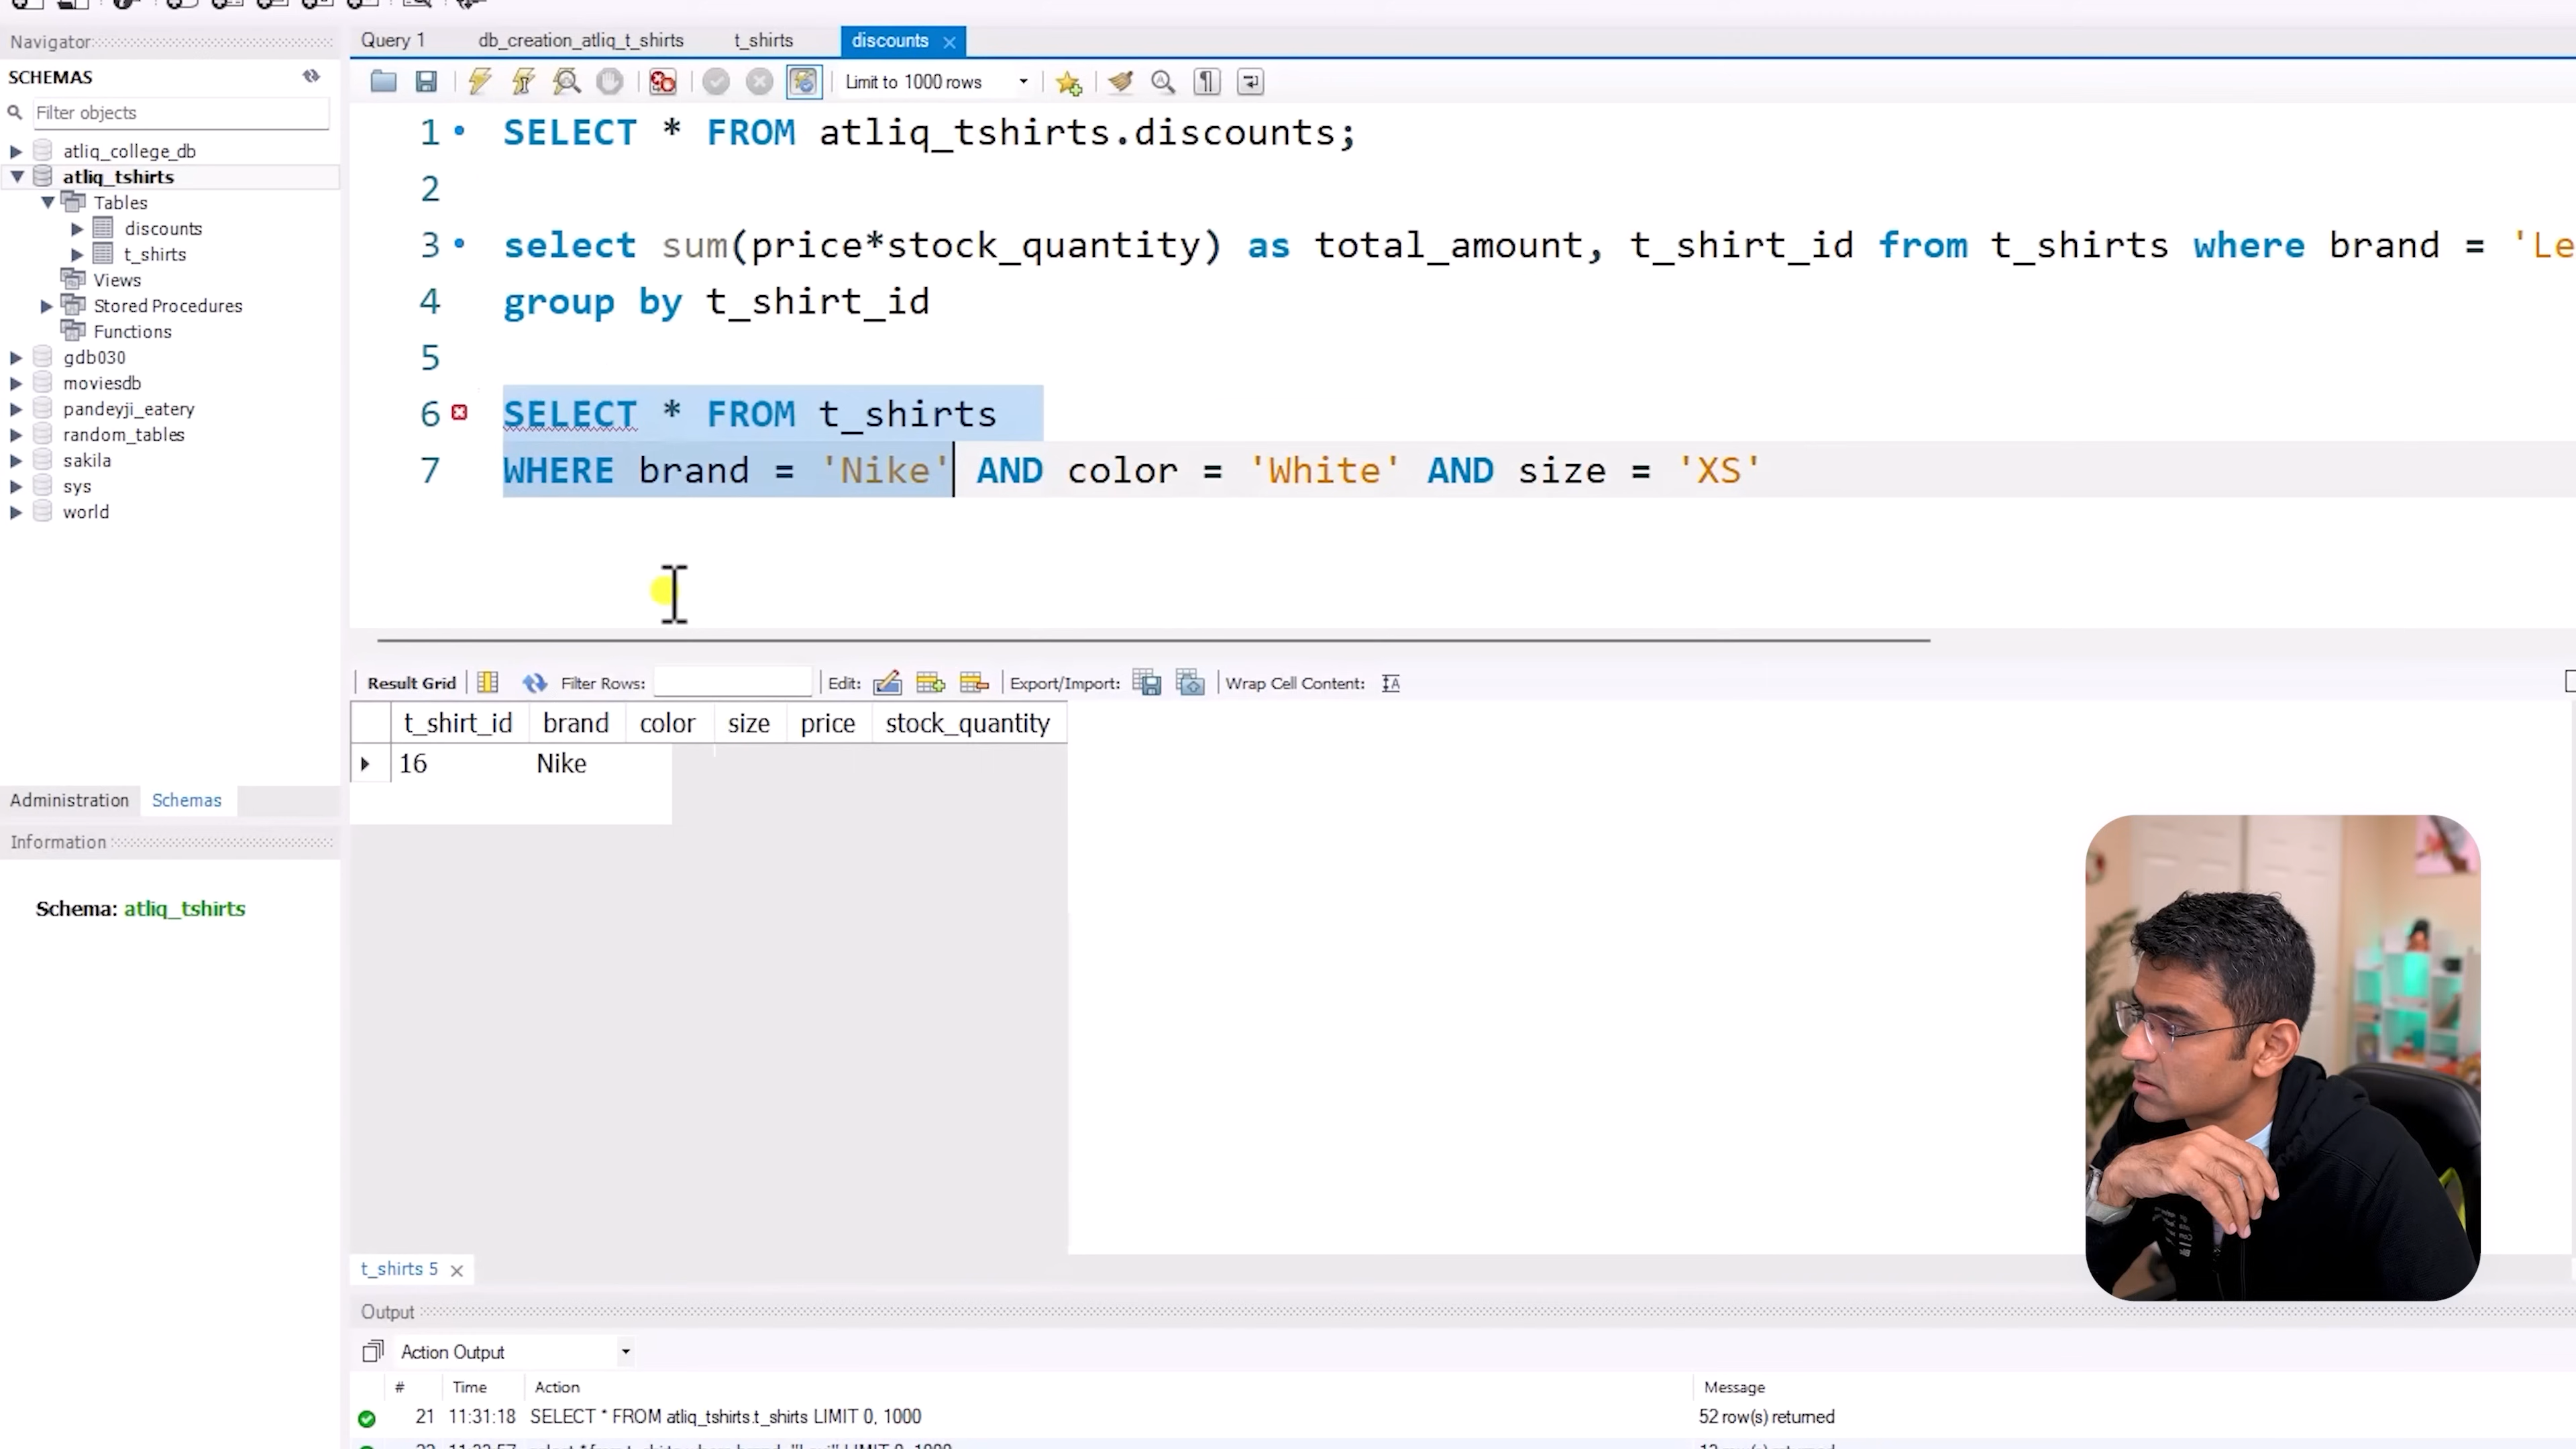 Navigator
SCHEMAS
Filter objects
atliq_college_db
atliq_tshirts
Tables
discounts
t_shirts
Views
Stored Procedures
Functions
gdb030
moviesdb
pandeyji_eatery
random_tables
sakila
sys
world
Administration Schemas
Information
Schema: atliq_tshirts
Query 1 db_creation_atliq_t_shirts t_shirts discounts
Limit to 1000 rows
1 SELECT * FROM atliq_tshirts.discounts;
2
3 select sum(price*stock_quantity) as total_amount, t_shirt_id from t_shirts where brand = 'Le
4 group by t_shirt_id
5
6 SELECT * FROM t_shirts
7 WHERE brand = 'Nike' AND color = 'White' AND size = 'XS'
Result Grid Filter Rows: Edit: Export/Import: Wrap Cell Content:
t_shirt_id brand color size price stock_quantity
16 Nike
t_shirts 5
Output
Action Output
# Time Action Message
21 11:31:18 SELECT * FROM atliq_tshirts.t_shirts LIMIT 0, 1000 52 row(s) returned